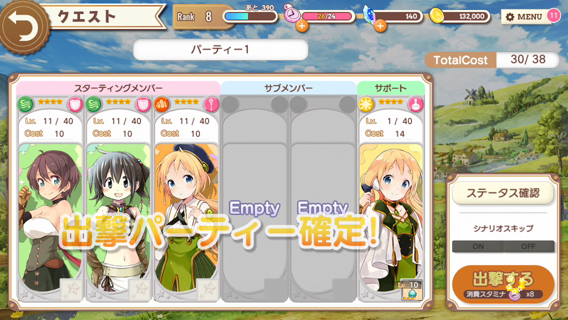 クエスト
Rank 8
あと 390
26/24
140
132,000
MENU
11
パーティー1
TotalCost 30/ 38
スターティングメンバー
サブメンバー
サポート
Lv. 11 / 40
Cost 10
Lv. 11 / 40
Cost 10
Lv. 11 / 40
Cost 10
Lv. 1 / 40
Cost 14
Empty
Empty
出撃パーティー確定!
Lv. 10
ステータス確認
シナリオスキップ
ON OFF
出撃する
消費スタミナ x8